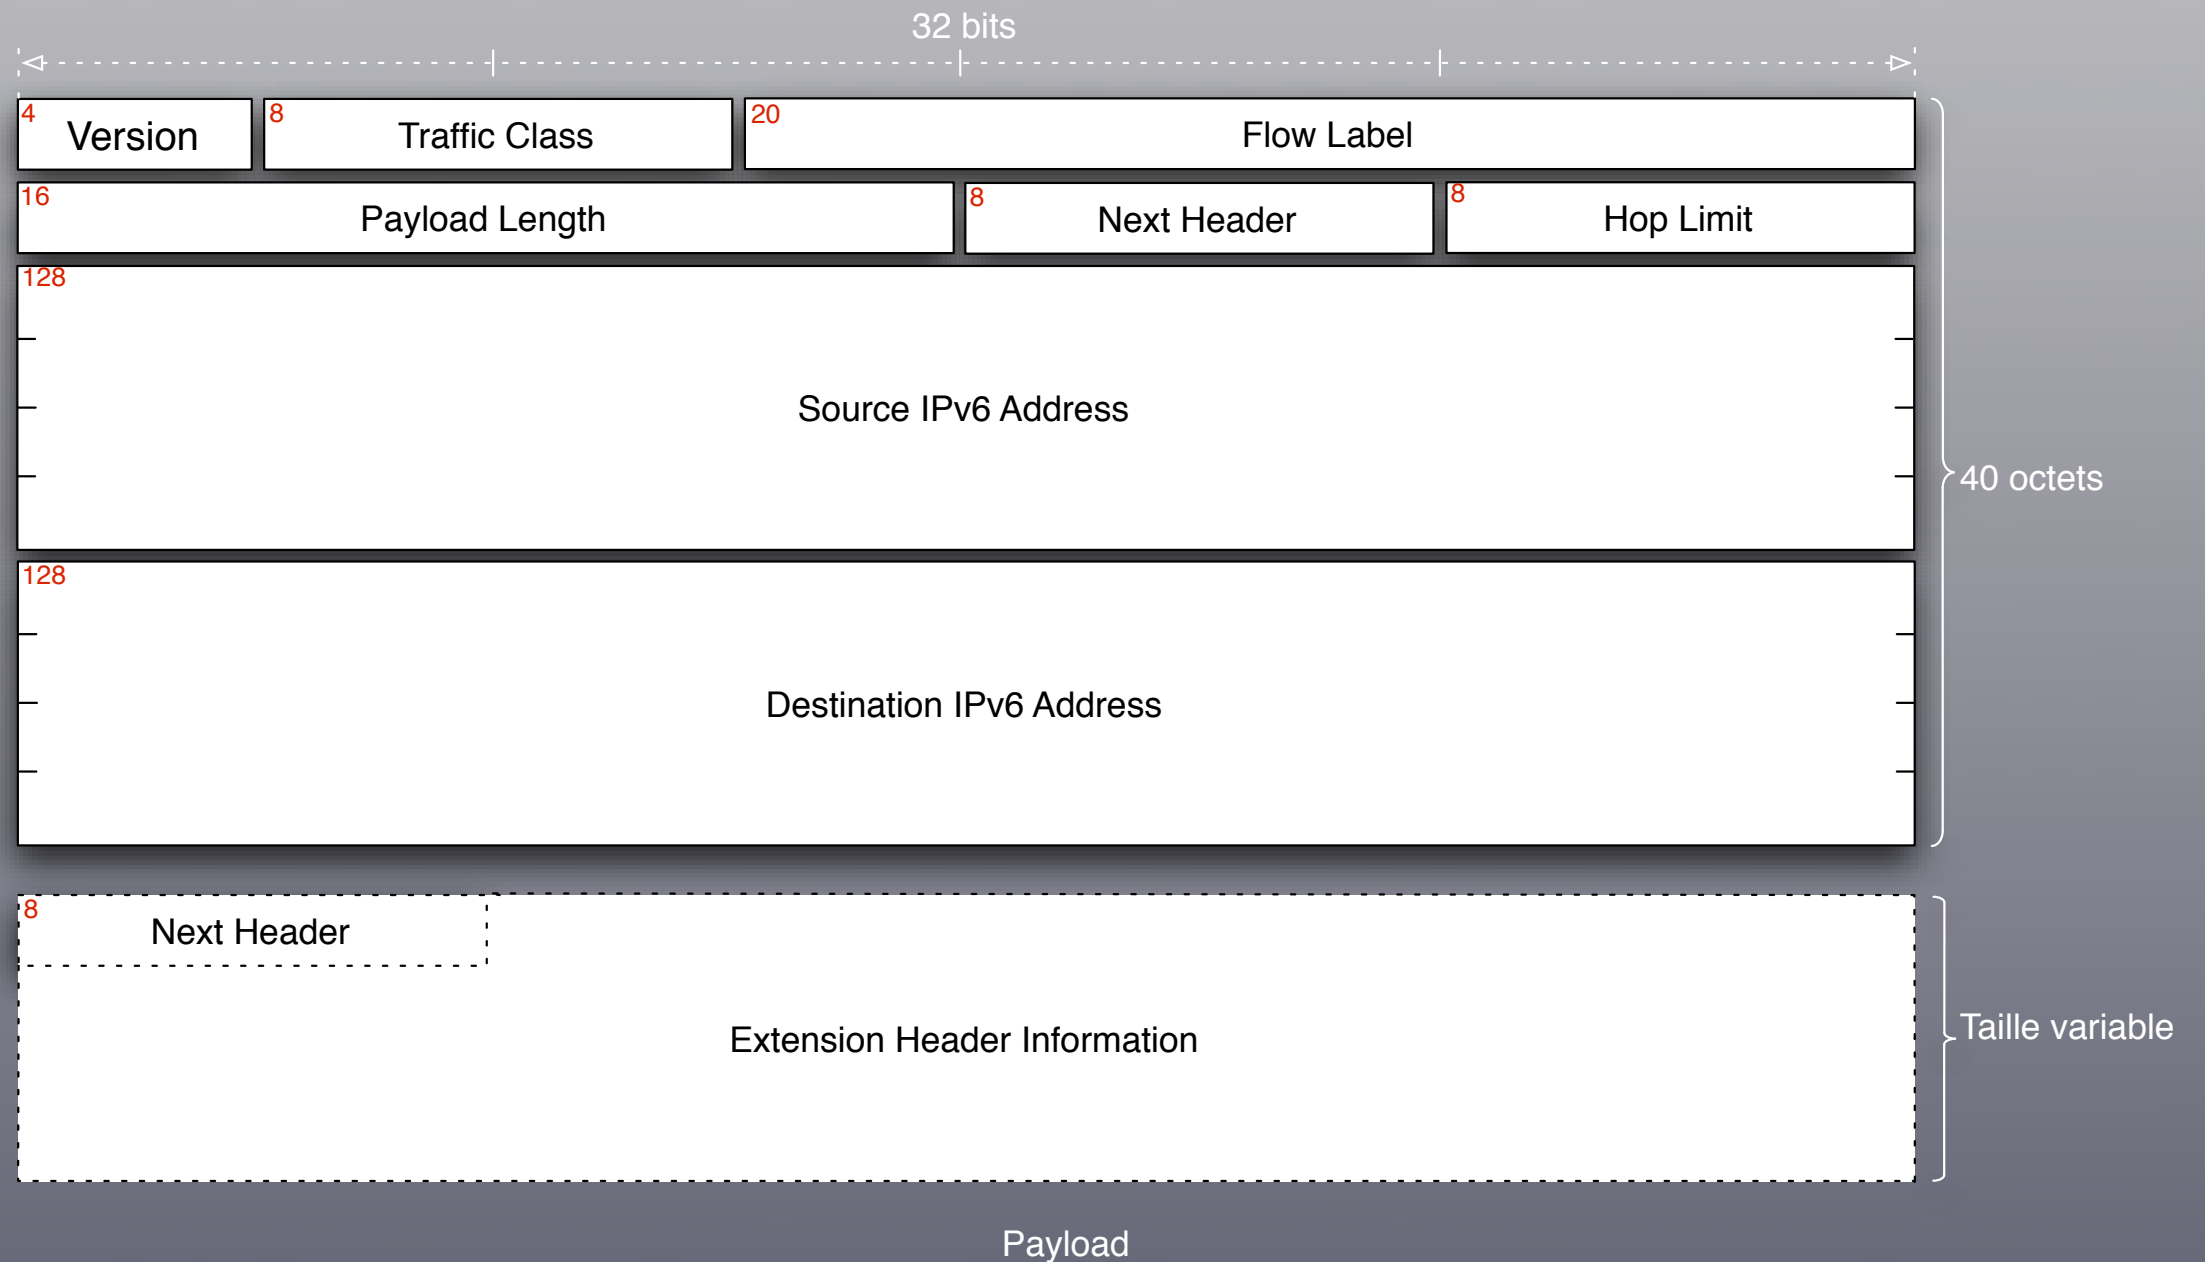 32 bits
4 Version
8 Traffic Class
20 Flow Label
16 Payload Length
8 Next Header
8 Hop Limit
128
Source IPv6 Address
40 octets
128
Destination IPv6 Address
8 Next Header
Extension Header Information
Taille variable
Payload